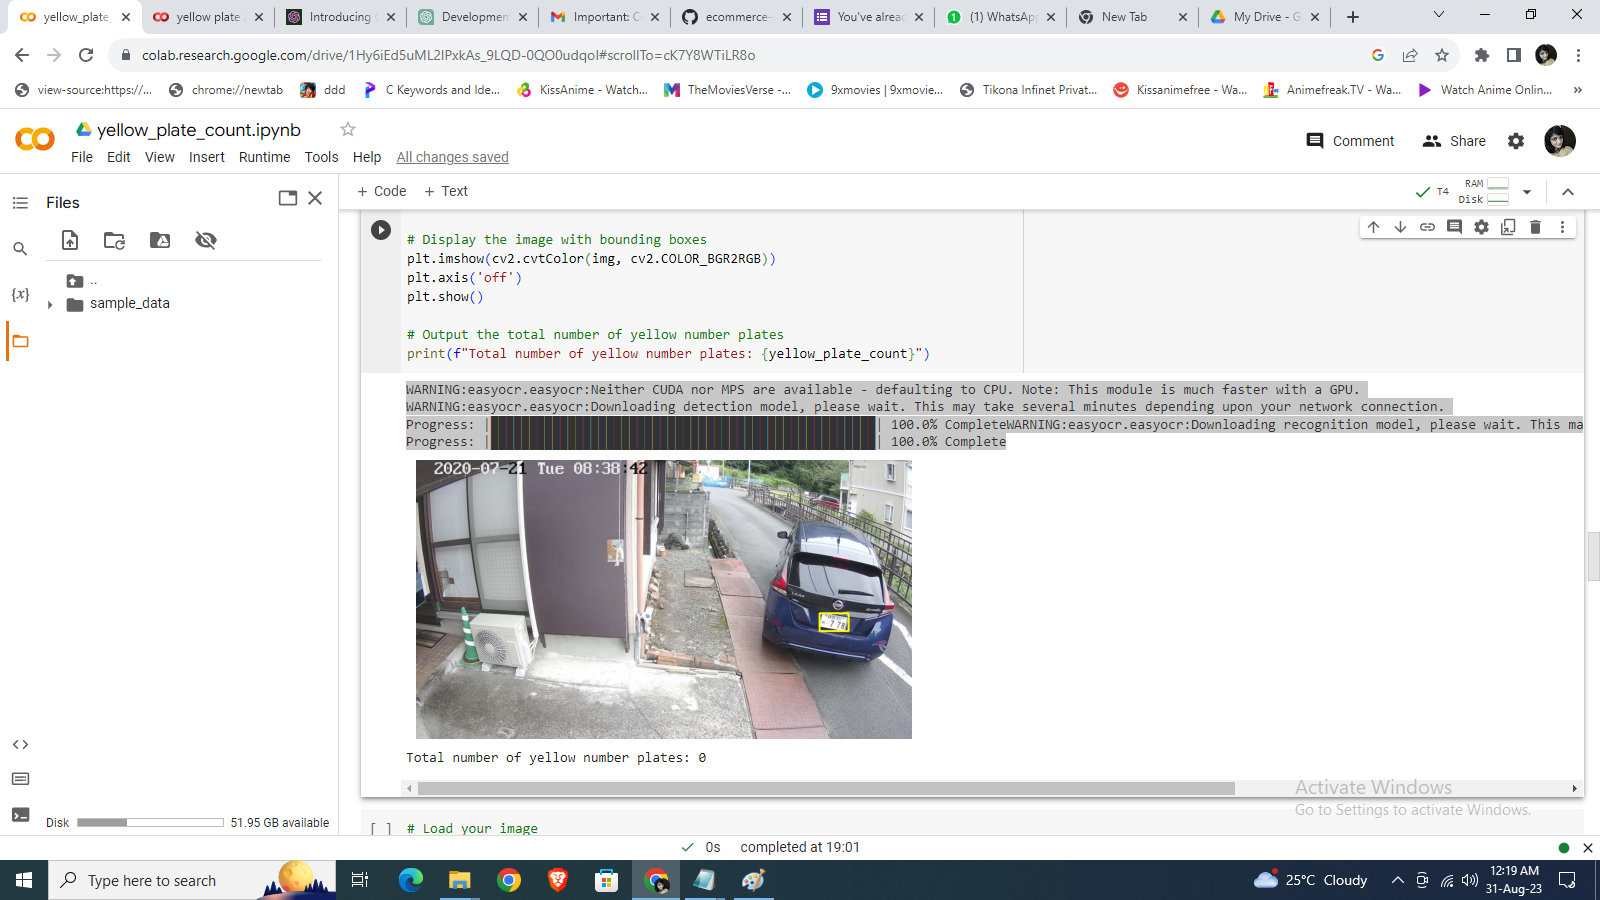 yellow_plate_
yellow plate
Introducing
Developmen
Important: C
ecommerce-
You've alread
(1) WhatsApp
New Tab
My Drive - G
colab.research.google.com/drive/1Hy6iEd5uML2IPxkAs_9LQD-0QO0udqoI#scrollTo=cK7Y8WTiLR8o
view-source:https://...
chrome://newtab
ddd
C Keywords and Ide...
KissAnime - Watch...
TheMoviesVerse -...
9xmovies | 9xmovie...
Tikona Infinet Privat...
Kissanimefree - Wa...
Animefreak.TV - Wa...
Watch Anime Onlin...
»
yellow_plate_count.ipynb
Comment
Share
File Edit View Insert Runtime Tools Help All changes saved
Files
+ Code + Text
T4
RAM
Disk
..
sample_data
{x}
# Display the image with bounding boxes
plt.imshow(cv2.cvtColor(img, cv2.COLOR_BGR2RGB))
plt.axis('off')
plt.show()
# Output the total number of yellow number plates
print(f"Total number of yellow number plates: {yellow_plate_count}")
WARNING:easyocr.easyocr:Neither CUDA nor MPS are available - defaulting to CPU. Note: This module is much faster with a GPU.
WARNING:easyocr.easyocr:Downloading detection model, please wait. This may take several minutes depending upon your network connection.
Progress: | | 100.0% CompleteWARNING:easyocr.easyocr:Downloading recognition model, please wait. This ma
Progress: | | 100.0% Complete
2020-07-21 Tue 08:38:42
Total number of yellow number plates: 0
Activate Windows
Go to Settings to activate Windows.
Disk 51.95 GB available
[ ] # Load your image
0s completed at 19:01
Type here to search
25°C Cloudy
12:19 AM
31-Aug-23